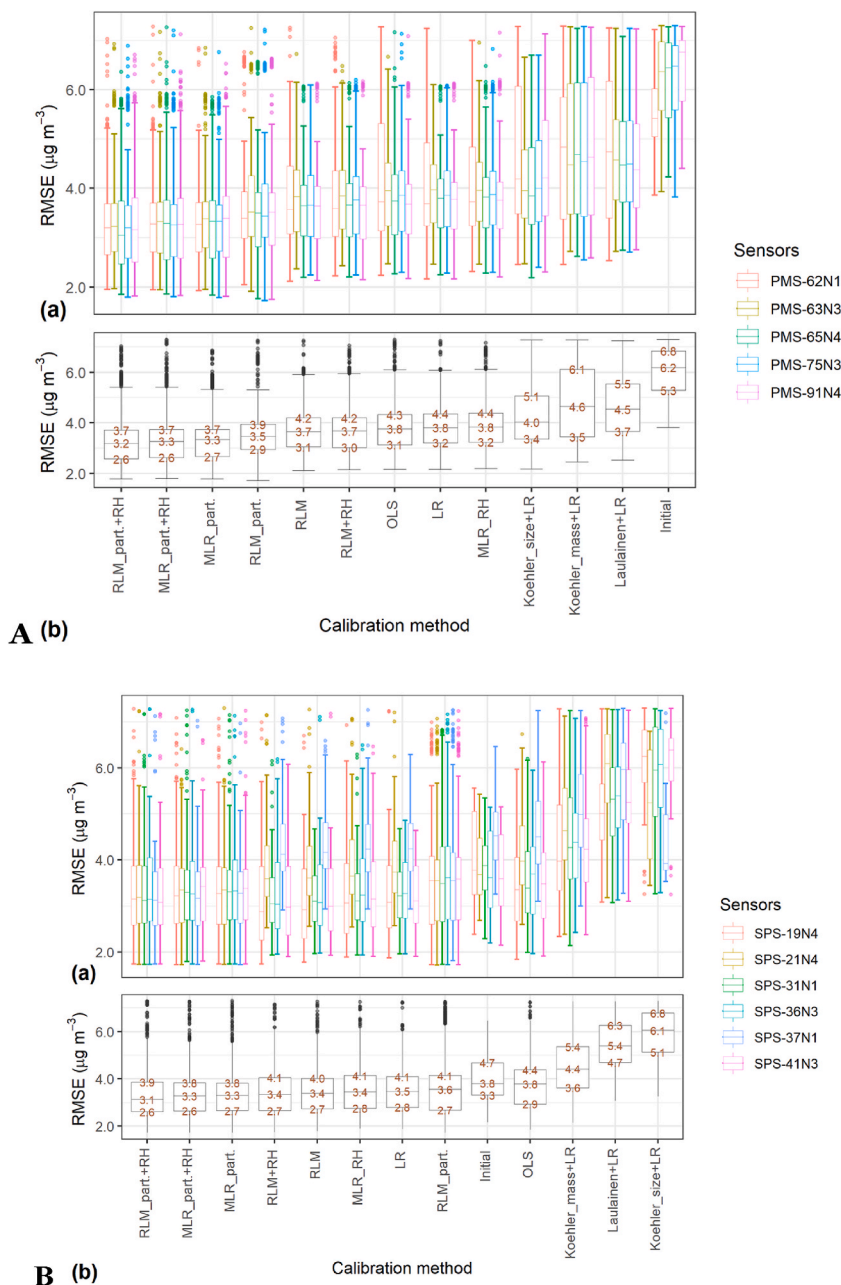 A
RMSE (µg m⁻³)
6.0
4.0
2.0
(a)
Sensors
PMS-62N1
PMS-63N3
PMS-65N4
PMS-75N3
PMS-91N4
RMSE (µg m⁻³)
6.0
4.0
2.0
3.7 3.7 3.7 3.9 4.2 4.2 4.3 4.4 4.4 5.1 6.1 5.5 6.8
3.2 3.3 3.3 3.5 3.7 3.7 3.8 3.8 3.8 4.0 4.6 4.5 6.2
2.6 2.6 2.7 2.9 3.1 3.0 3.1 3.2 3.2 3.4 3.5 3.7 5.3
RLM_part.+RH
MLR_part.+RH
MLR_part.
RLM_part.
RLM
RLM+RH
OLS
LR
MLR_RH
Koehler_size+LR
Koehler_mass+LR
Laulainen+LR
Initial
A (b)
Calibration method
RMSE (µg m⁻³)
6.0
4.0
2.0
(a)
Sensors
SPS-19N4
SPS-21N4
SPS-31N1
SPS-36N3
SPS-37N1
SPS-41N3
RMSE (µg m⁻³)
6.0
4.0
2.0
3.9 3.8 3.8 4.1 4.0 4.1 4.1 4.1 4.7 4.4 5.4 6.3 6.8
3.1 3.3 3.3 3.4 3.4 3.4 3.5 3.6 3.8 3.8 4.4 5.4 6.1
2.6 2.6 2.7 2.7 2.7 2.8 2.8 2.7 3.3 2.9 3.6 4.7 5.1
RLM_part.+RH
MLR_part.+RH
MLR_part.
RLM+RH
RLM
MLR_RH
LR
RLM_part.
Initial
OLS
Koehler_mass+LR
Laulainen+LR
Koehler_size+LR
B (b)
Calibration method